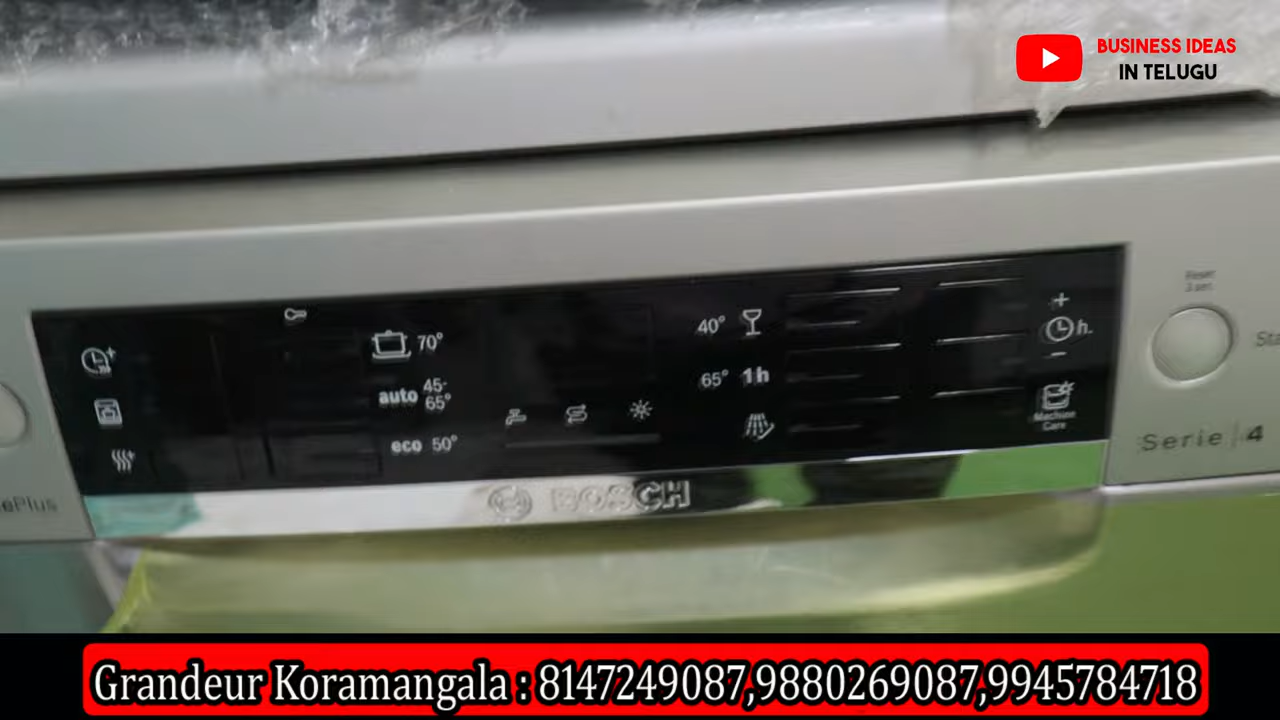 BUSINESS IDEAS
IN TELUGU
Reset
3 sec
70°
40°
h.
auto 45-
65°
65° 1h
eco 50°
Machine
Care
Serie 4
ePlus
BOSCH
Grandeur Koramangala : 8147249087,9880269087,9945784718